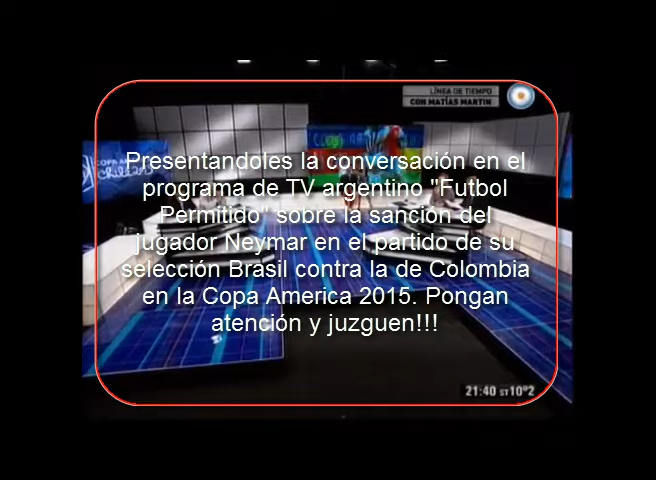 LÍNEA DE TIEMPO
CON MATÍAS MARTIN
Presentandoles la conversación en el
programa de TV argentino "Futbol
Permitido" sobre la sanción del
jugador Neymar en el partido de su
selección Brasil contra la de Colombia
en la Copa America 2015. Pongan
atención y juzguen!!!
21:40 ST10º2